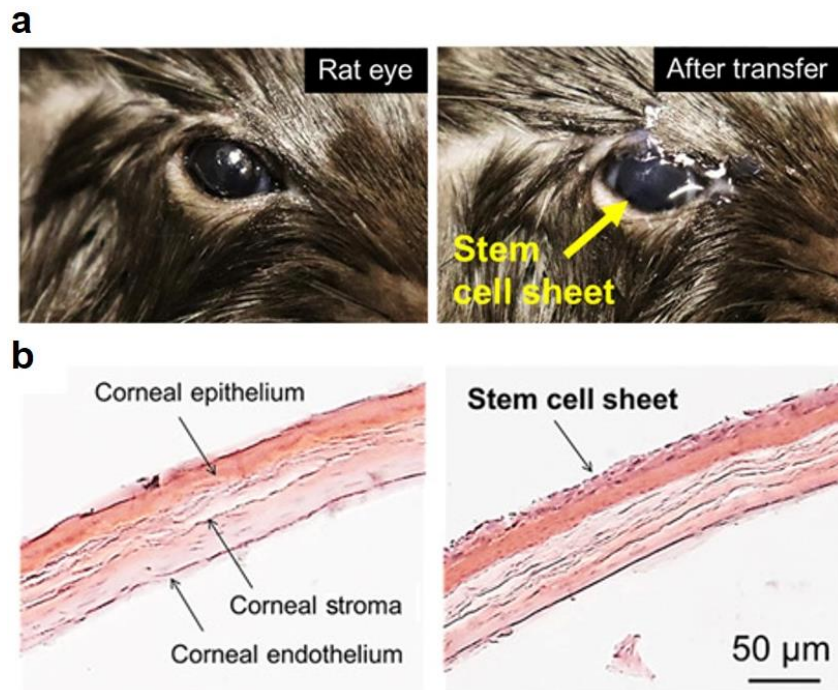 a
Rat eye
After transfer
Stem
cell sheet
b
Corneal epithelium
Stem cell sheet
Corneal stroma
Corneal endothelium
50 µm